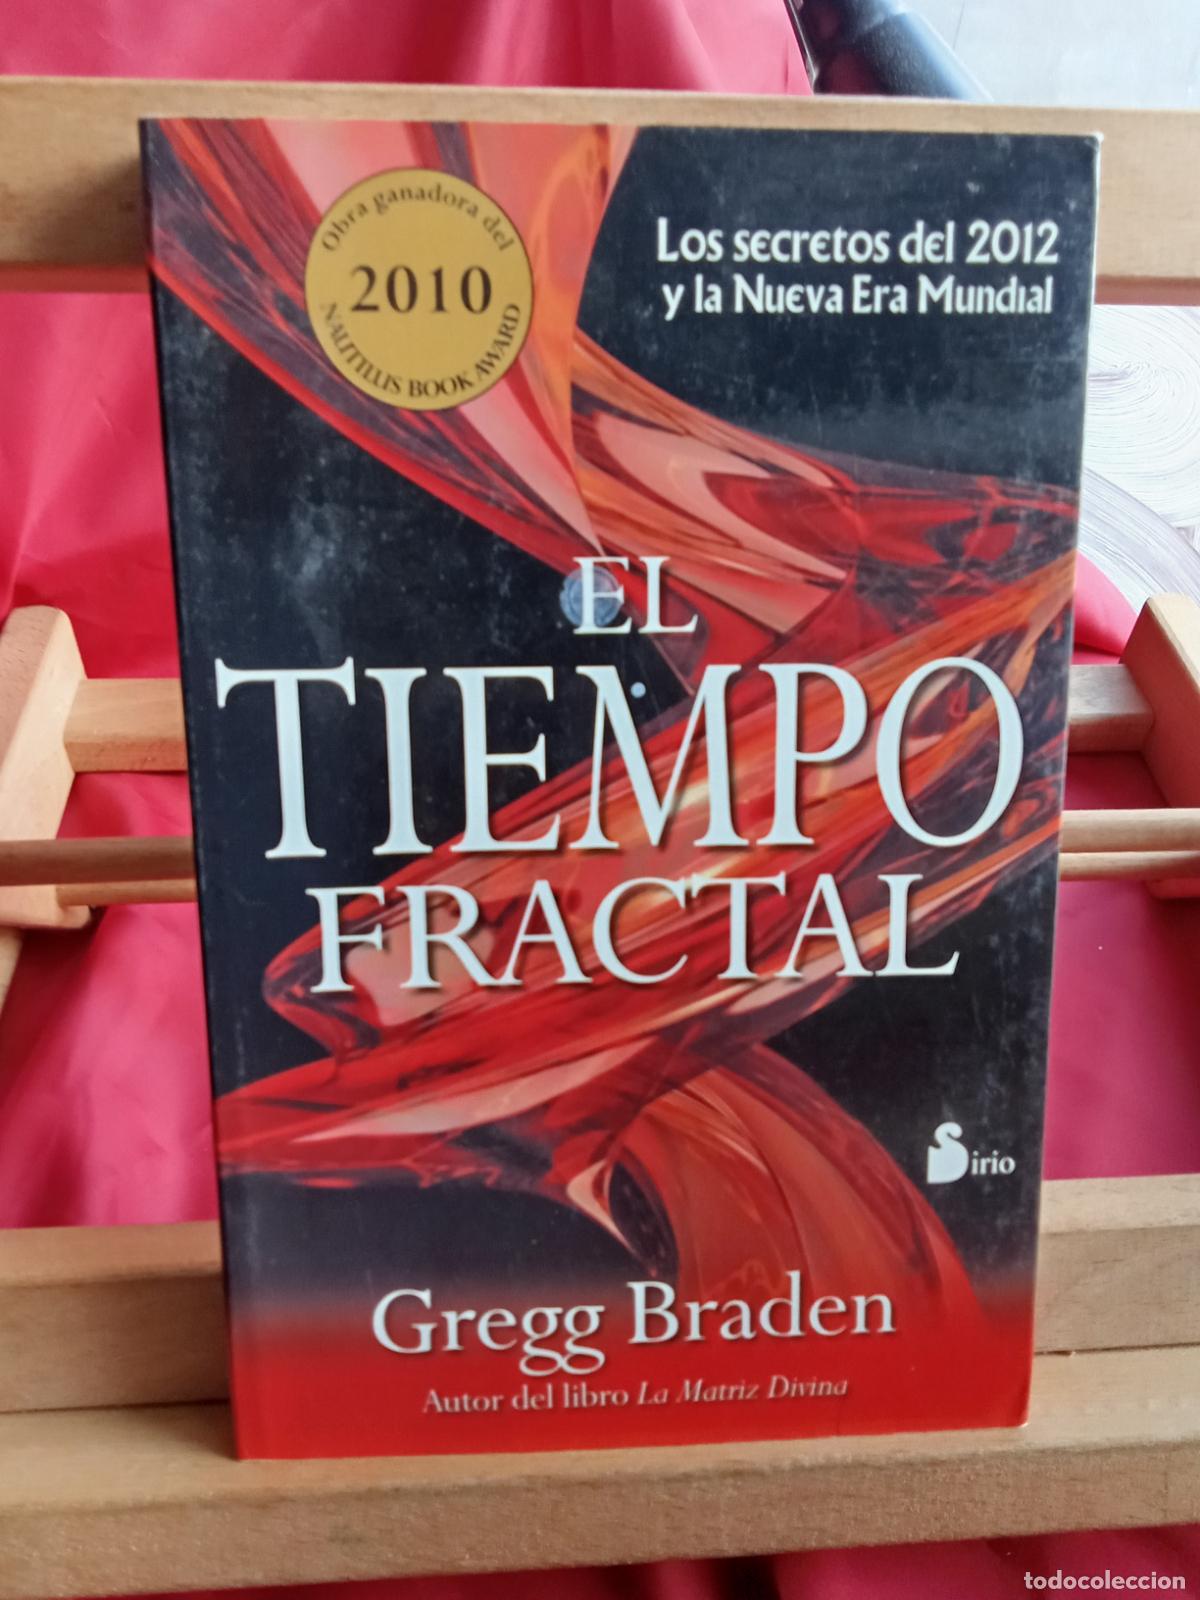 Obra ganadora del
2010
NAUTILUS BOOK AWARD
Los secretos del 2012
y la Nueva Era Mundial
EL
TIEMPO
FRACTAL
Sirio
Gregg Braden
Autor del libro La Matriz Divina
todocoleccion